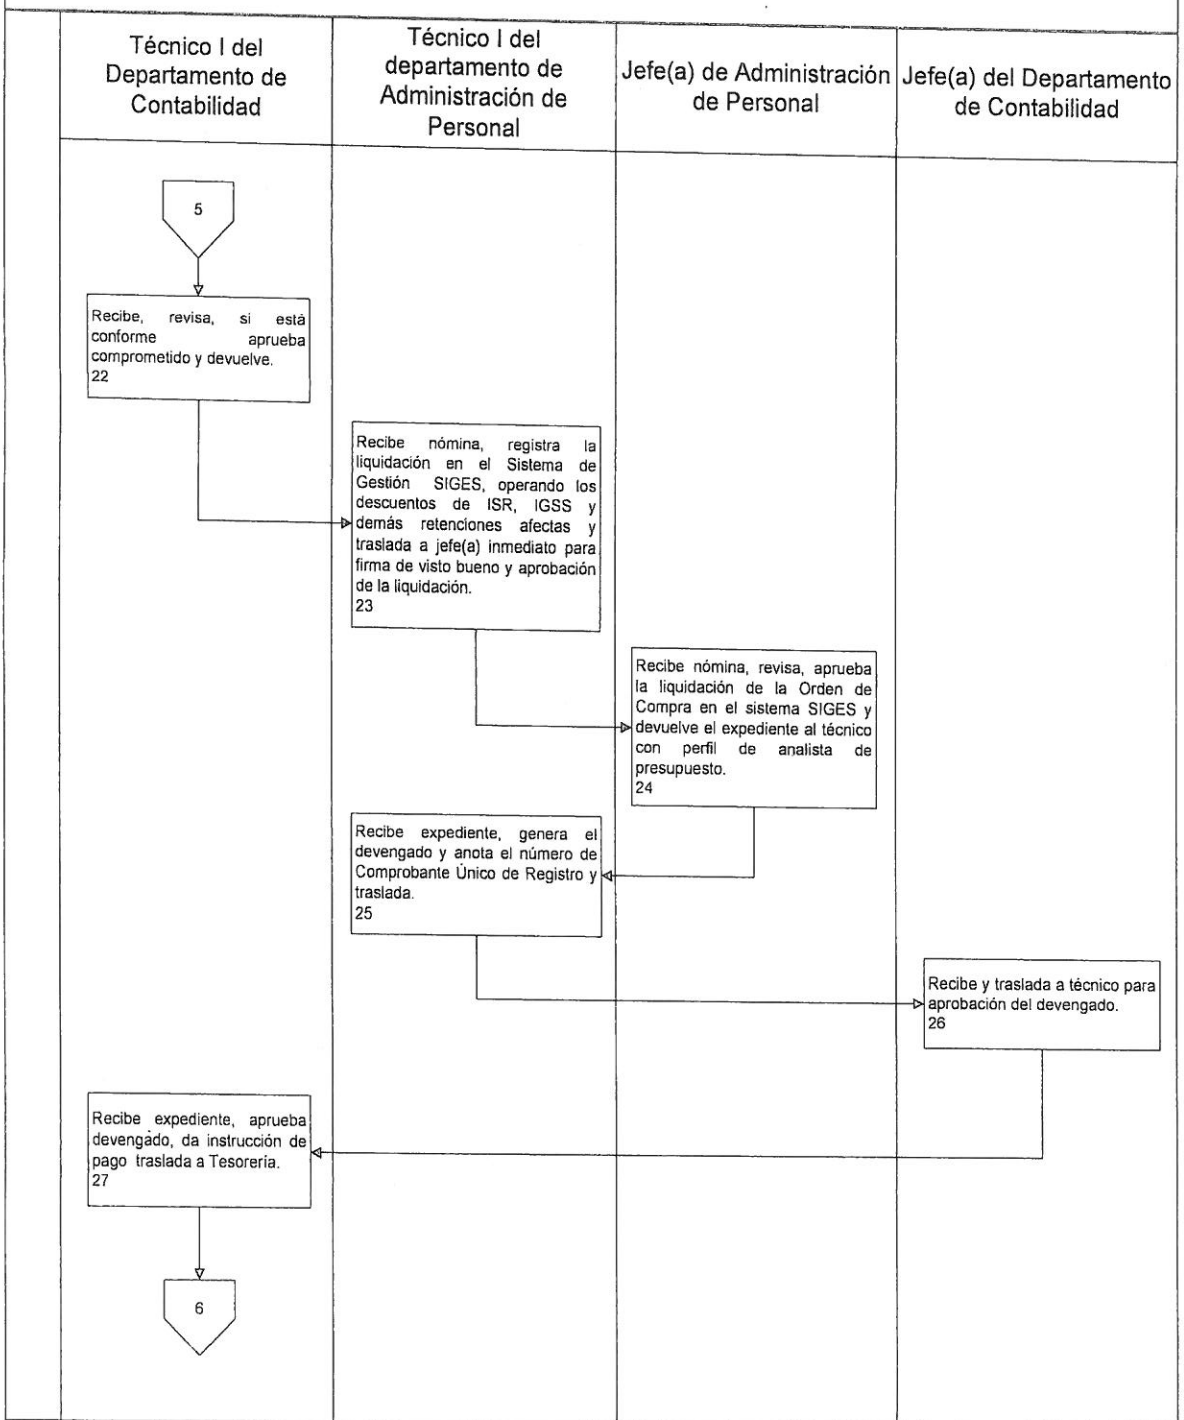 Técnico I del
Departamento de
Contabilidad
Técnico I del
departamento de
Administración de
Personal
Jefe(a) de Administración
de Personal
Jefe(a) del Departamento
de Contabilidad
5
Recibe, revisa, si está
conforme aprueba
comprometido y devuelve.
22
Recibe nómina, registra la
liquidación en el Sistema de
Gestión SIGES, operando los
descuentos de ISR, IGSS y
demás retenciones afectas y
traslada a jefe(a) inmediato para
firma de visto bueno y aprobación
de la liquidación.
23
Recibe nómina, revisa, aprueba
la liquidación de la Orden de
Compra en el sistema SIGES y
devuelve el expediente al técnico
con perfil de analista de
presupuesto.
24
Recibe expediente, genera el
devengado y anota el número de
Comprobante Único de Registro y
traslada.
25
Recibe y traslada a técnico para
aprobación del devengado.
26
Recibe expediente, aprueba
devengado, da instrucción de
pago traslada a Tesorería.
27
6